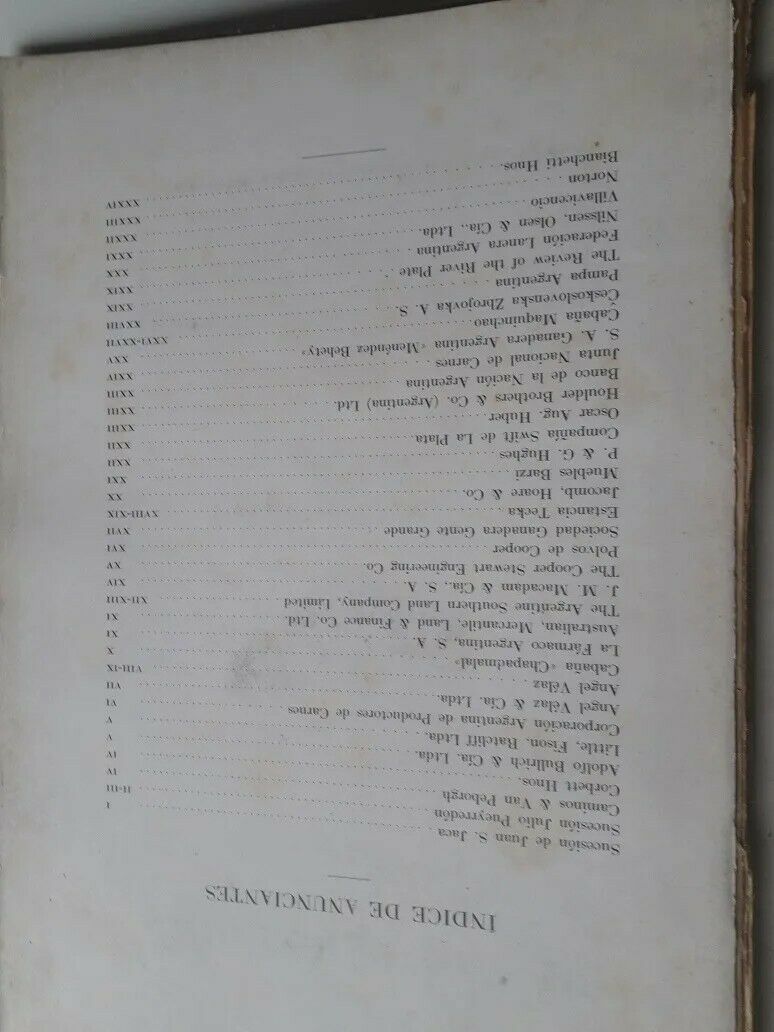 INDICE DE ANUNCIANTES
Sucesión de Juan S. Jaca I
Sucesión Julio Pueyrredón II-III
Caminos & Van Peborgh IV
Corbett Hnos. IV
Adolfo Bullrich & Cía. Ltda. V
Little, Fison, Ratcliff Ltda. V
Corporación Argentina de Productores de Carnes VI
Angel Vélaz & Cía. Ltda. VII
Angel Vélaz VIII-IX
Cabaña «Chapadmalal» X
La Fármaco Argentina, S. A. XI
Australian, Mercantile, Land & Finance Co. Ltd. XI
The Argentine Southern Land Company, Limited XII-XIII
J. M. Macadam & Cía., S. A. XIV
The Cooper Stewart Engineering Co. XV
Polvos de Cooper XVI
Sociedad Ganadera Gente Grande XVII
Estancia Tecka XVIII-XIX
Jacomb, Hoare & Co. XX
Muebles Barzi XXI
P. & G. Hughes XXII
Compañía Swift de La Plata XXII
Oscar Aug. Huber XXIII
Houlder Brothers & Co. (Argentina) Ltd. XXIII
Banco de la Nación Argentina XXIII
Junta Nacional de Carnes XXIV
S. A. Ganadera Argentina «Menéndez Behety» XXV
Cabaña Maquinchao XXVI-XXVII
Československa Zbrojovka A. S. XXVIII
Pampa Argentina XXIX
The Review of the River Plate XXIX
Federación Lanera Argentina XXX
Nilssen, Olsen & Cía., Ltda. XXXI
Villavicencio XXXII
Norton XXXIII
Bianchetti Hnos. XXXIV